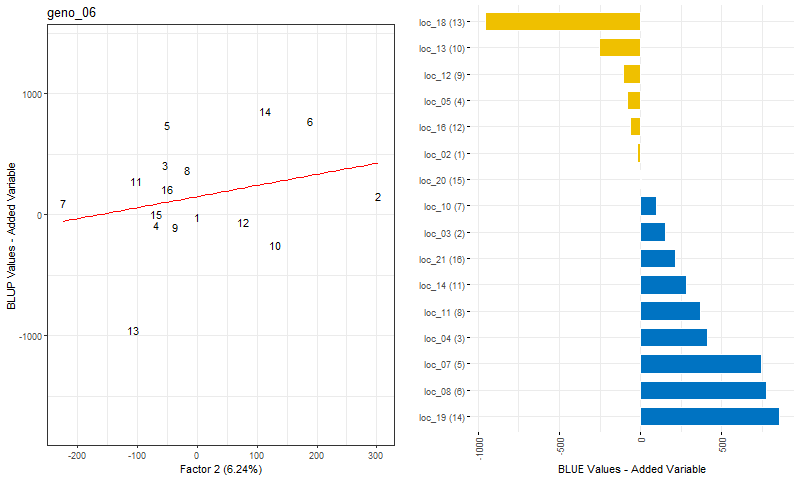 geno_06
BLUP Values - Added Variable
1000
0
-1000
14
5
6
3
8
11
16
2
7
15
1
4
13
12
10
13
-200
-100
0
100
200
300
Factor 2 (6.24%)
loc_18 (13)
loc_13 (10)
loc_12 (9)
loc_05 (4)
loc_16 (12)
loc_02 (1)
loc_20 (15)
loc_10 (7)
loc_03 (2)
loc_21 (16)
loc_14 (11)
loc_11 (8)
loc_04 (3)
loc_07 (5)
loc_08 (6)
loc_19 (14)
-1000
-500
0
500
BLUE Values - Added Variable